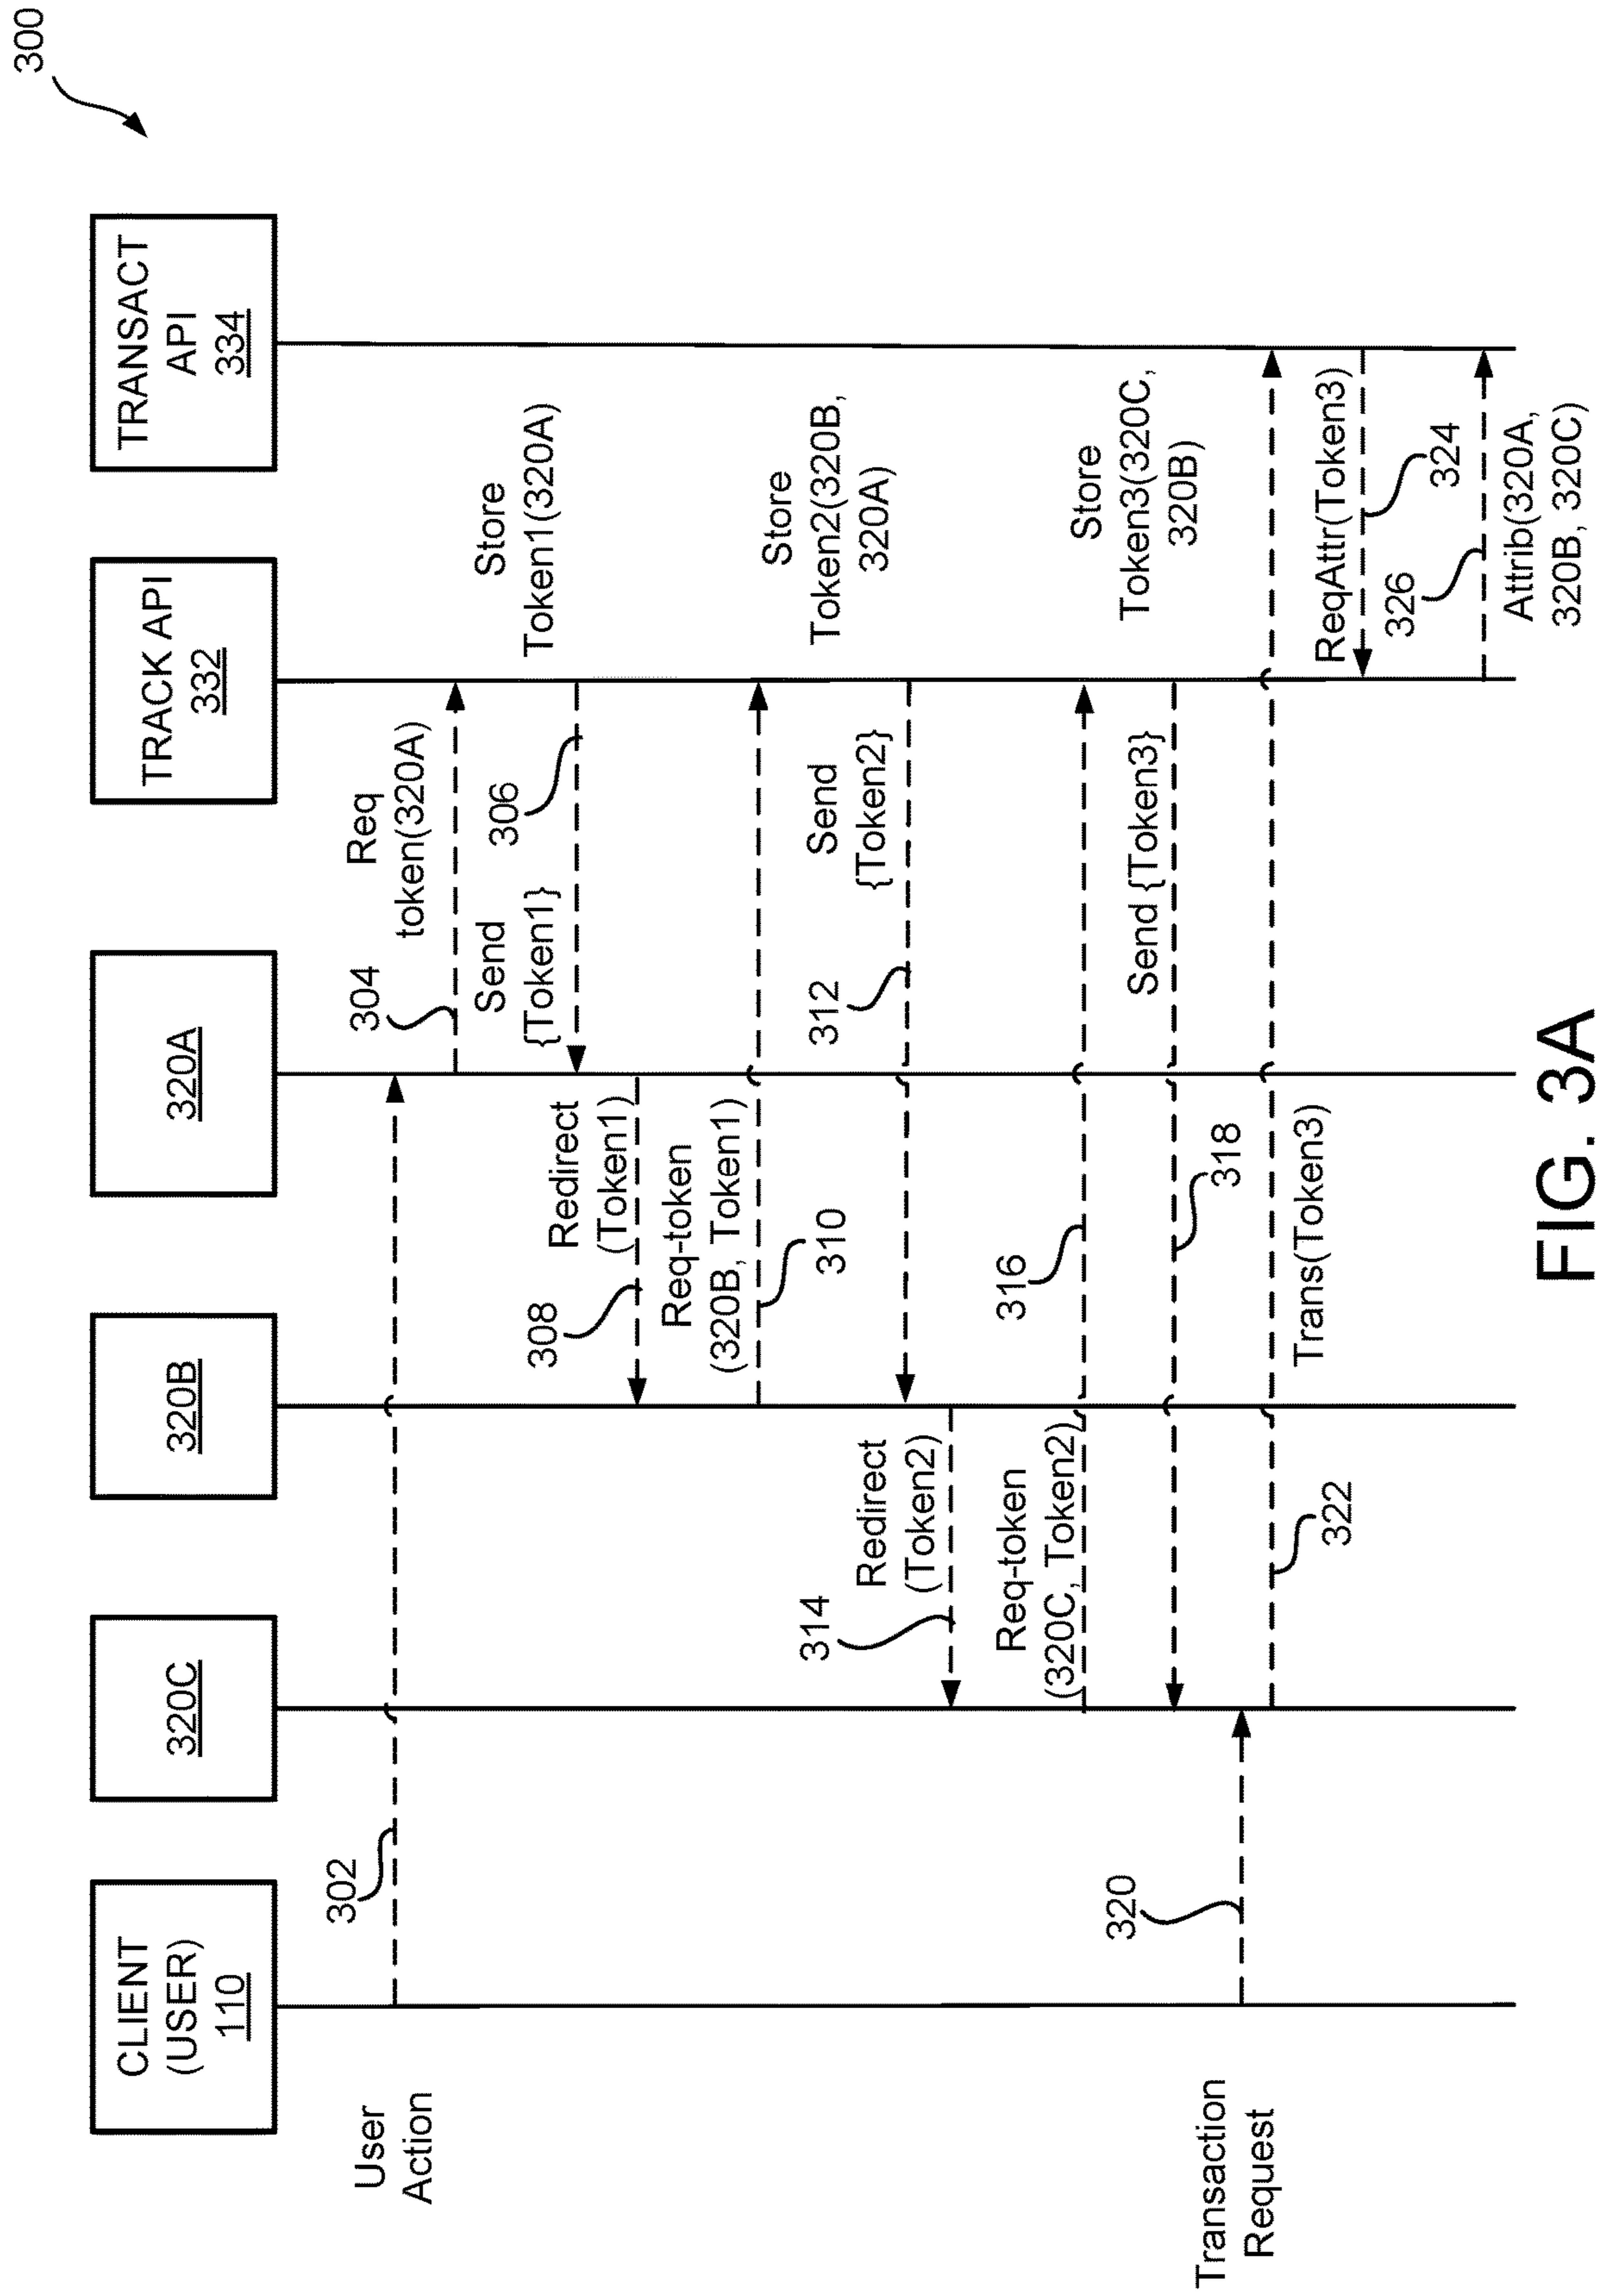 300
CLIENT
(USER)
110
320C
320B
320A
TRACK API
332
TRANSACT
API
334
User
Action
302
304
Req
token(320A)
Send
{Token1}
306
Store
Token1(320A)
308
Redirect
(Token1)
Req-token
(320B, Token1)
310
Store
Token2(320B,
320A)
Send
{Token2}
312
314
Redirect
(Token2)
Req-token
(320C, Token2)
316
Store
Token3(320C,
320B)
Send {Token3}
318
Transaction
Request
320
322
Trans(Token3)
ReqAttr(Token3)
324
326
Attrib(320A,
320B, 320C)
FIG. 3A